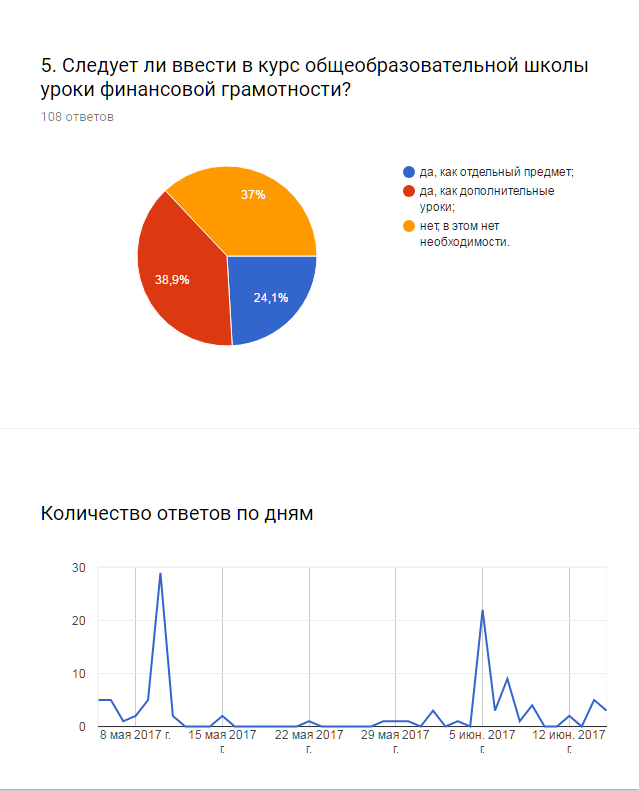 5. Следует ли ввести в курс общеобразовательной школы
уроки финансовой грамотности?
108 ответов
37%
38,9%
24,1%
да, как отдельный предмет;
да, как дополнительные
уроки;
нет, в этом нет
необходимости.
Количество ответов по дням
30
20
10
0
8 мая 2017 г.
15 мая 2017
г.
22 мая 2017
г.
29 мая 2017
г.
5 июн. 2017
г.
12 июн. 2017
г.